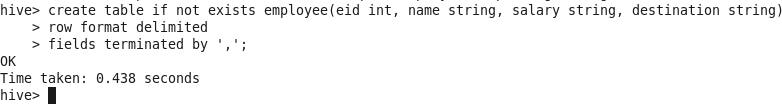 hive> create table if not exists employee(eid int, name string, salary string, destination string)
    > row format delimited
    > fields terminated by ',';
OK
Time taken: 0.438 seconds
hive>